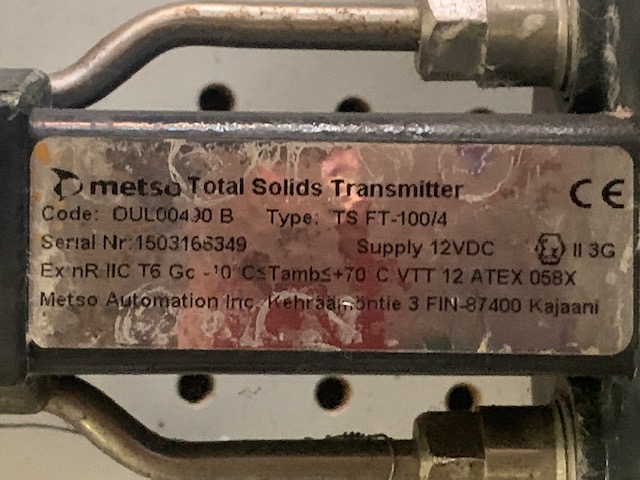 metso Total Solids Transmitter
CE
Code: OUL00400 B Type: TS FT-100/4
Serial Nr:1503166349 Supply 12VDC Ex II 3G
Ex nR IIC T6 Gc -10 C≤Tamb≤+70 C VTT 12 ATEX 058X
Metso Automation Inc. Kehräämöntie 3 FIN-87400 Kajaani